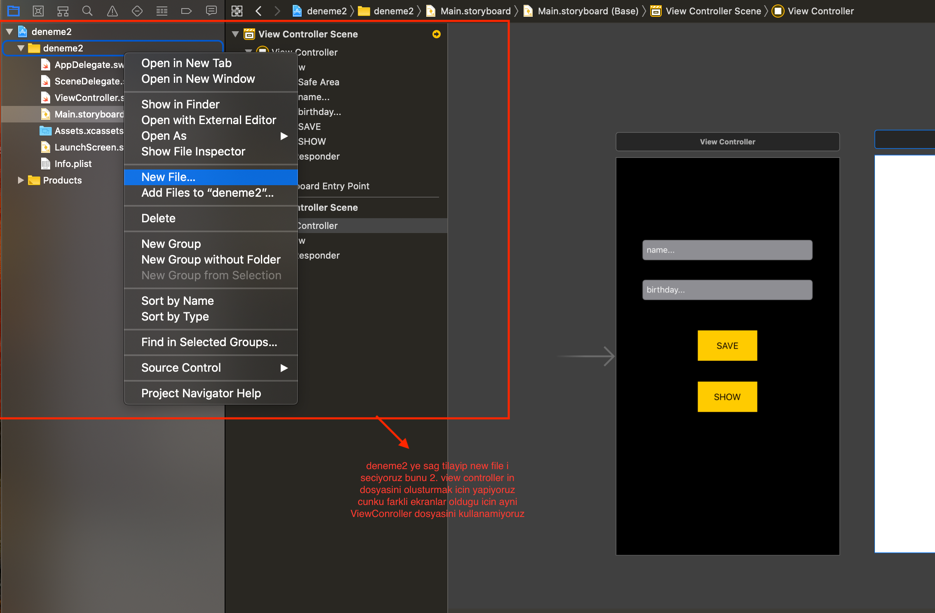 deneme2 〉 deneme2 〉 Main.storyboard 〉 Main.storyboard (Base) 〉 View Controller Scene 〉 View Controller
deneme2
deneme2
AppDelegate.sw
SceneDelegate.
ViewController.s
Main.storyboard
Assets.xcassets
LaunchScreen.s
Info.plist
Products
Open in New Tab
Open in New Window
Show in Finder
Open with External Editor
Open As
Show File Inspector
New File...
Add Files to “deneme2”...
Delete
New Group
New Group without Folder
New Group from Selection
Sort by Name
Sort by Type
Find in Selected Groups...
Source Control
Project Navigator Help
View Controller Scene
View Controller
w
Safe Area
name...
birthday...
SAVE
SHOW
esponder
oard Entry Point
ntroller Scene
Controller
w
esponder
View Controller
name...
birthday...
SAVE
SHOW
deneme2 ye sag tilayip new file i
seciyoruz bunu 2. view controller in
dosyasini olusturmak icin yapiyoruz
cunku farkli ekranlar oldugu icin ayni
ViewConroller dosyasini kullanamiyoruz